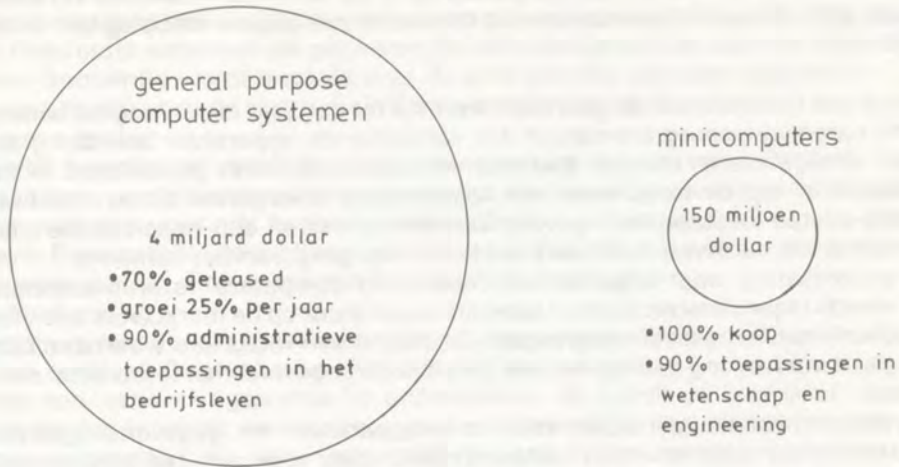 general purpose
computer systemen
4 miljard dollar
•70% geleased
•groei 25% per jaar
•90% administratieve
toepassingen in het
bedrijfsleven
minicomputers
150 miljoen
dollar
•100% koop
•90% toepassingen in
wetenschap en
engineering